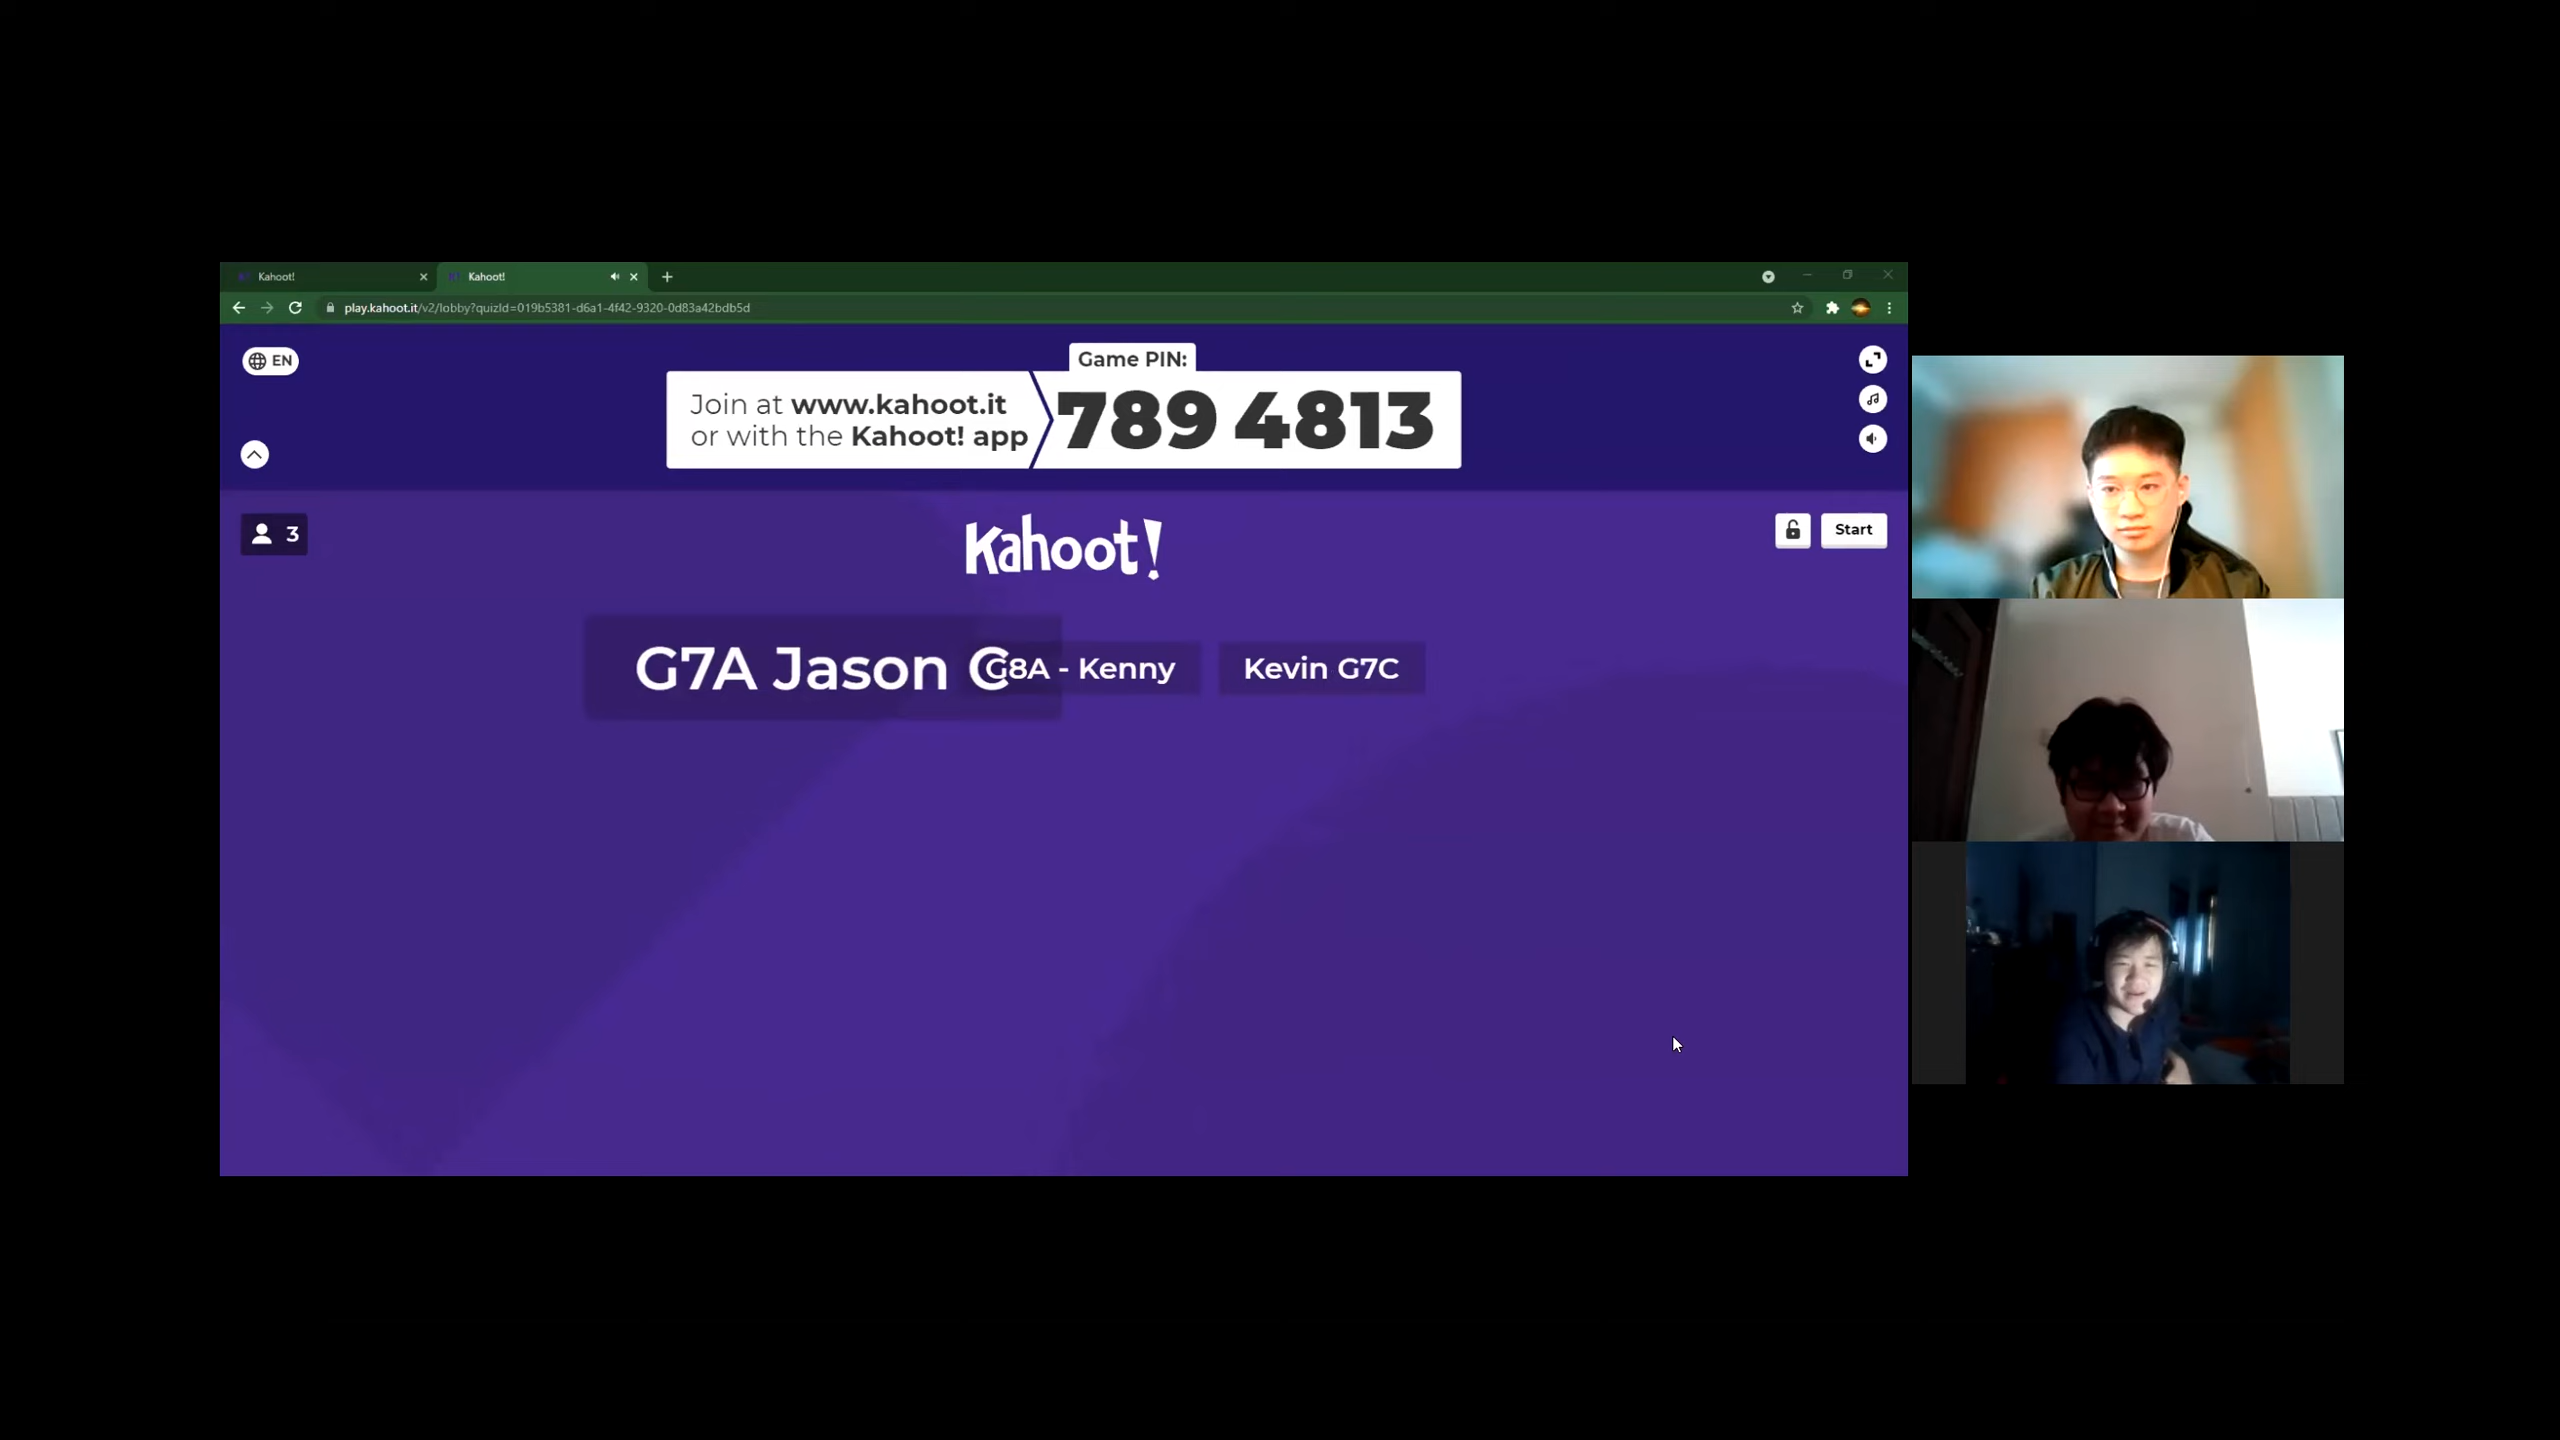 Kahoot!
Kahoot!
play.kahoot.it/v2/lobby?quizId=019b5381-d6a1-4f42-9320-0d83a42bdb5d
EN
Game PIN:
Join at www.kahoot.it
or with the Kahoot! app
789 4813
3
Kahoot!
Start
G7A Jason C
G8A - Kenny
Kevin G7C